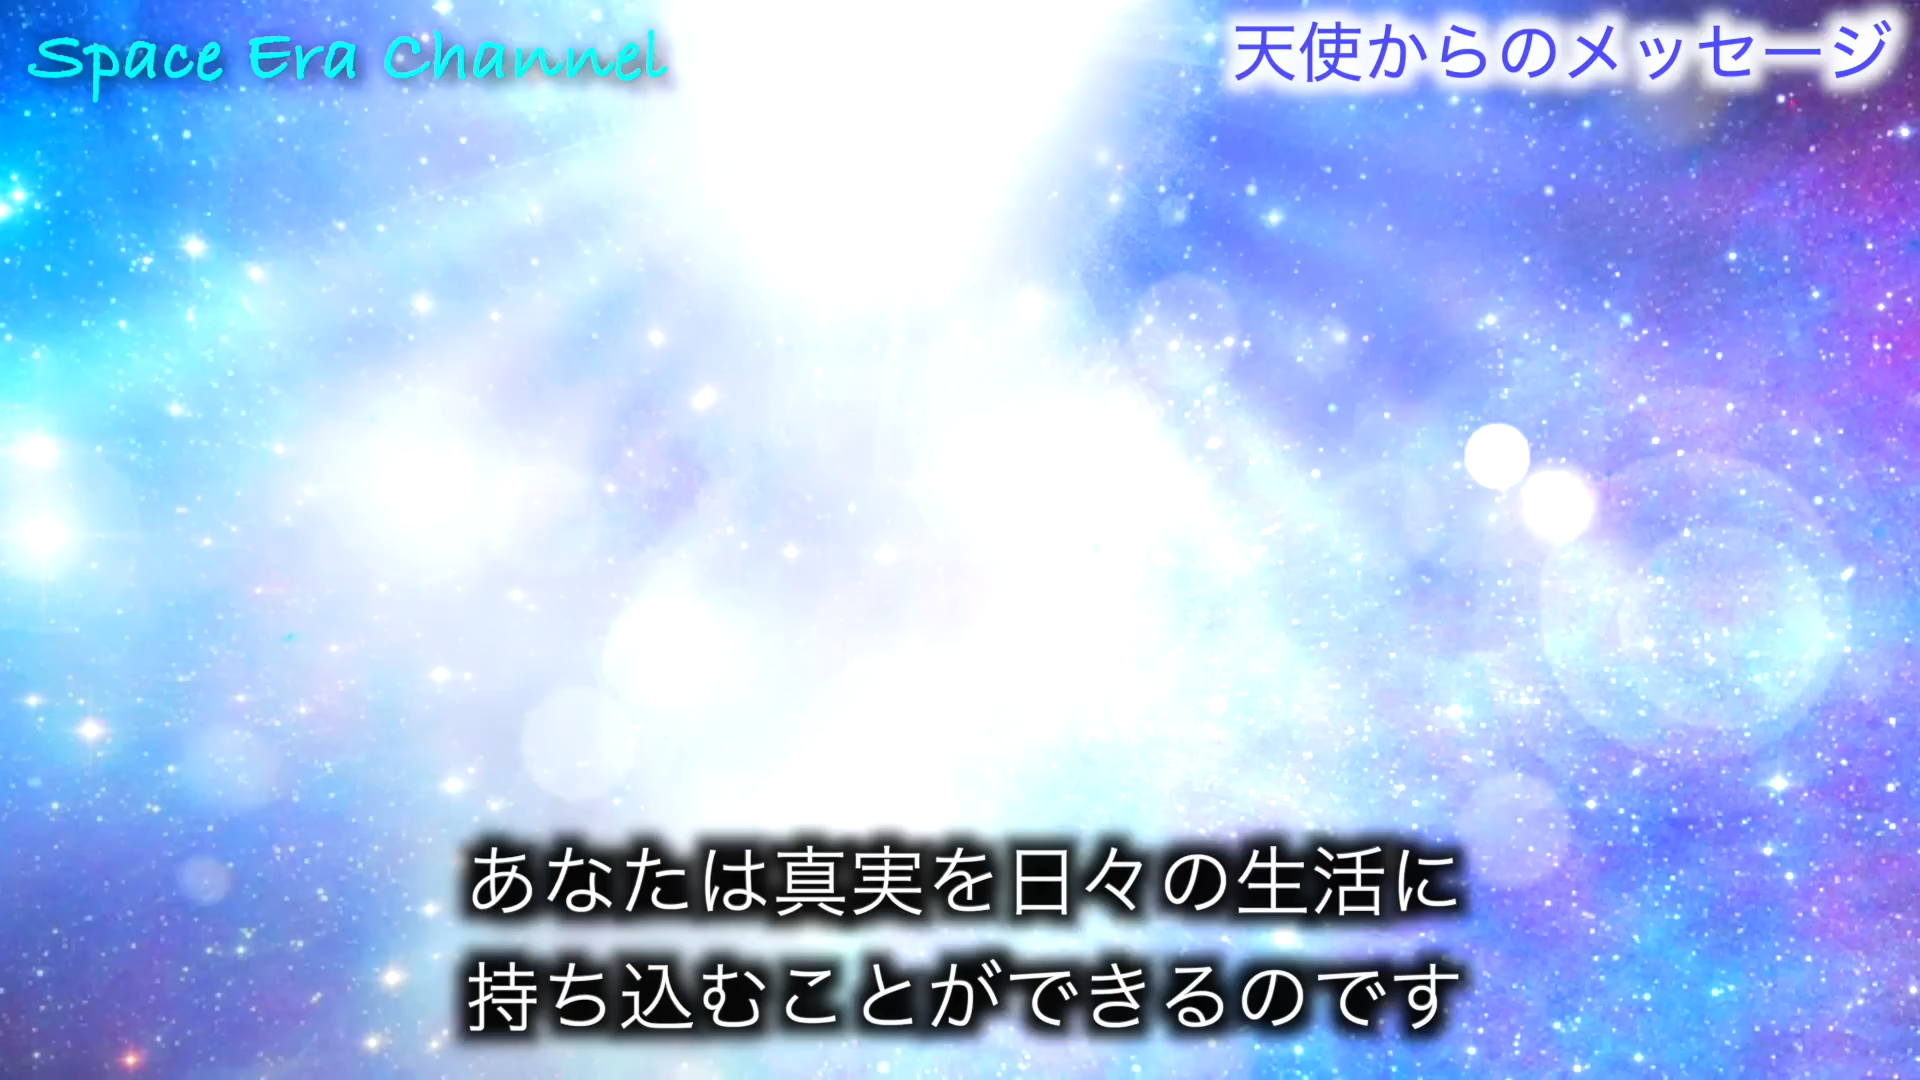 Space Era Channel
天使からのメッセージ
あなたは真実を日々の生活に
持ち込むことができるのです